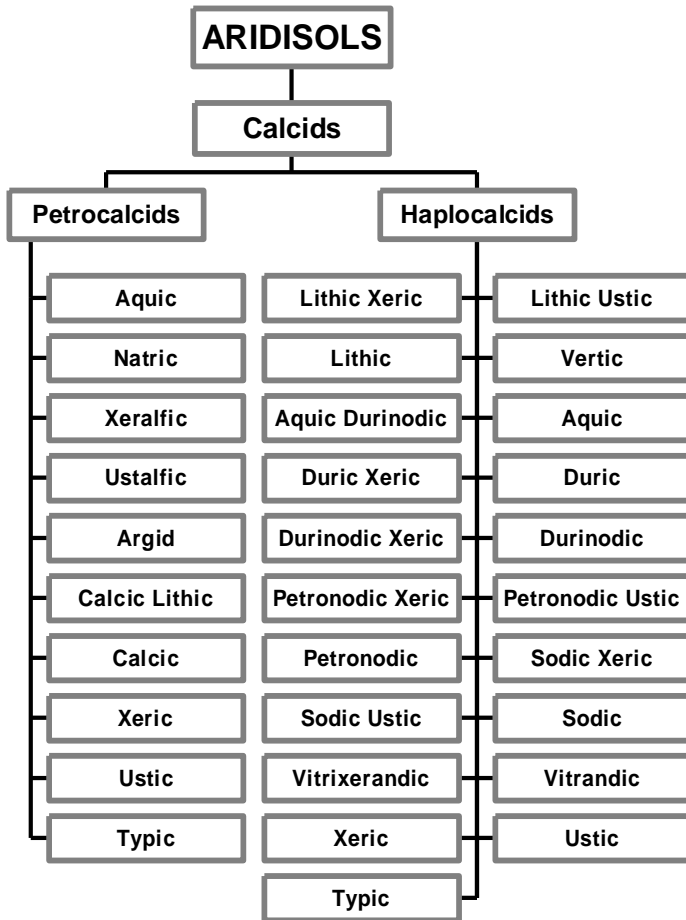 ARIDISOLS
Calcids
Petrocalcids
Haplocalcids
Aquic
Lithic Xeric
Lithic Ustic
Natric
Lithic
Vertic
Xeralfic
Aquic Durinodic
Aquic
Ustalfic
Duric Xeric
Duric
Argid
Durinodic Xeric
Durinodic
Calcic Lithic
Petronodic Xeric
Petronodic Ustic
Calcic
Petronodic
Sodic Xeric
Xeric
Sodic Ustic
Sodic
Ustic
Vitrixerandic
Vitrandic
Typic
Xeric
Ustic
Typic